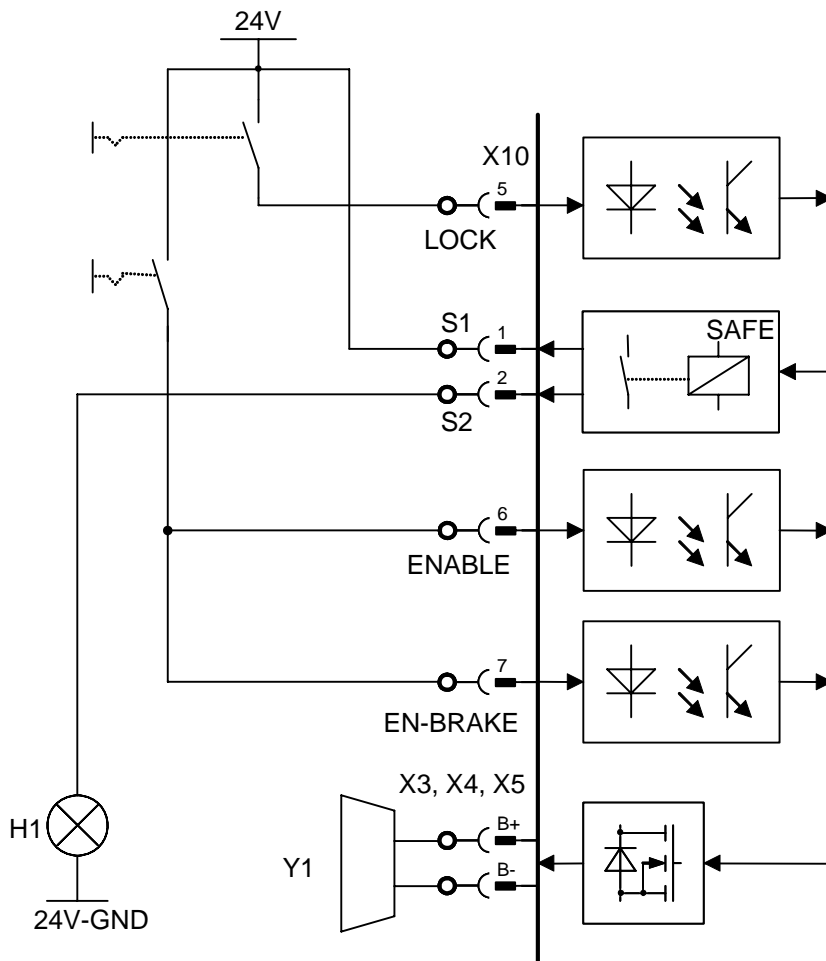 24V
X10
5
LOCK
S1
1
SAFE
2
S2
6
ENABLE
7
EN-BRAKE
X3, X4, X5
B+
H1
Y1
B-
24V-GND